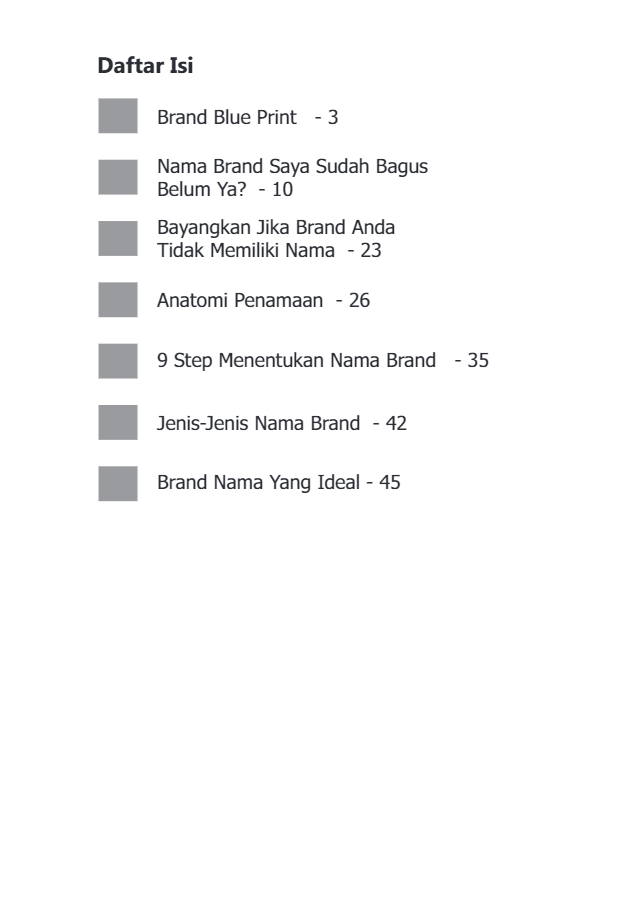 Daftar Isi
Brand Blue Print - 3
Nama Brand Saya Sudah Bagus
Belum Ya? - 10
Bayangkan Jika Brand Anda
Tidak Memiliki Nama - 23
Anatomi Penamaan - 26
9 Step Menentukan Nama Brand - 35
Jenis-Jenis Nama Brand - 42
Brand Nama Yang Ideal - 45